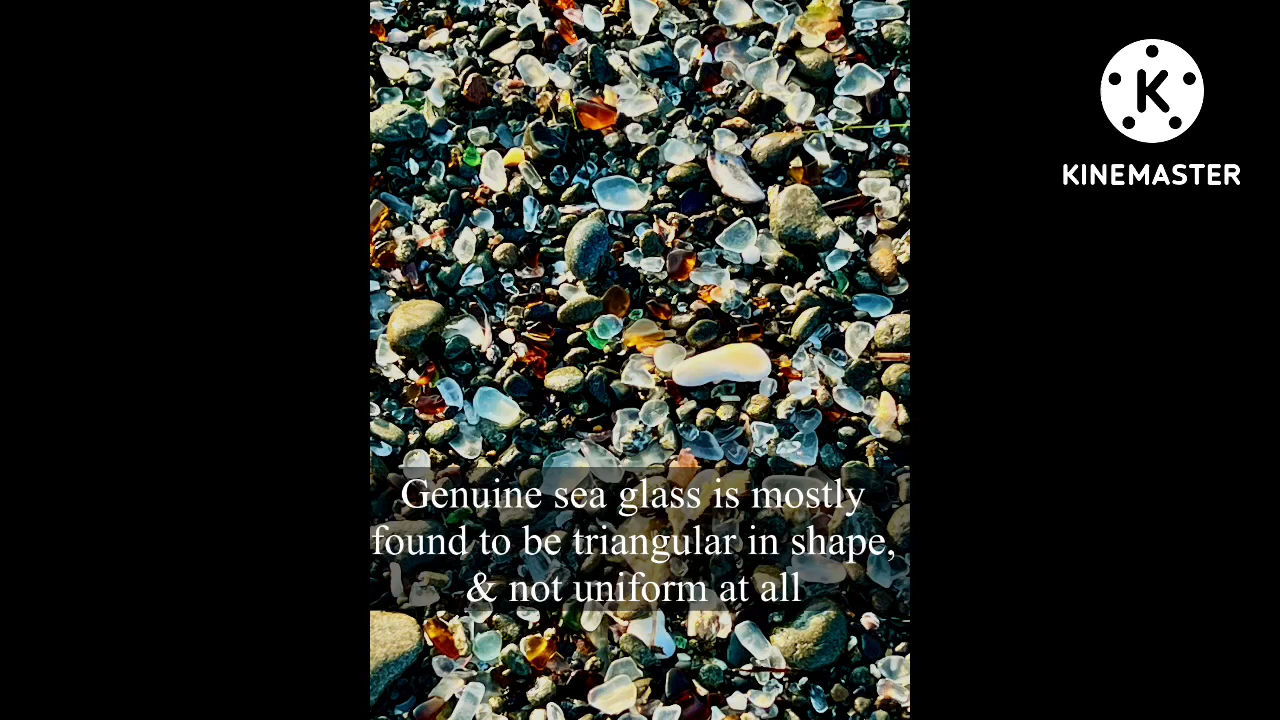 K
KINEMASTER
Genuine sea glass is mostly
found to be triangular in shape,
& not uniform at all